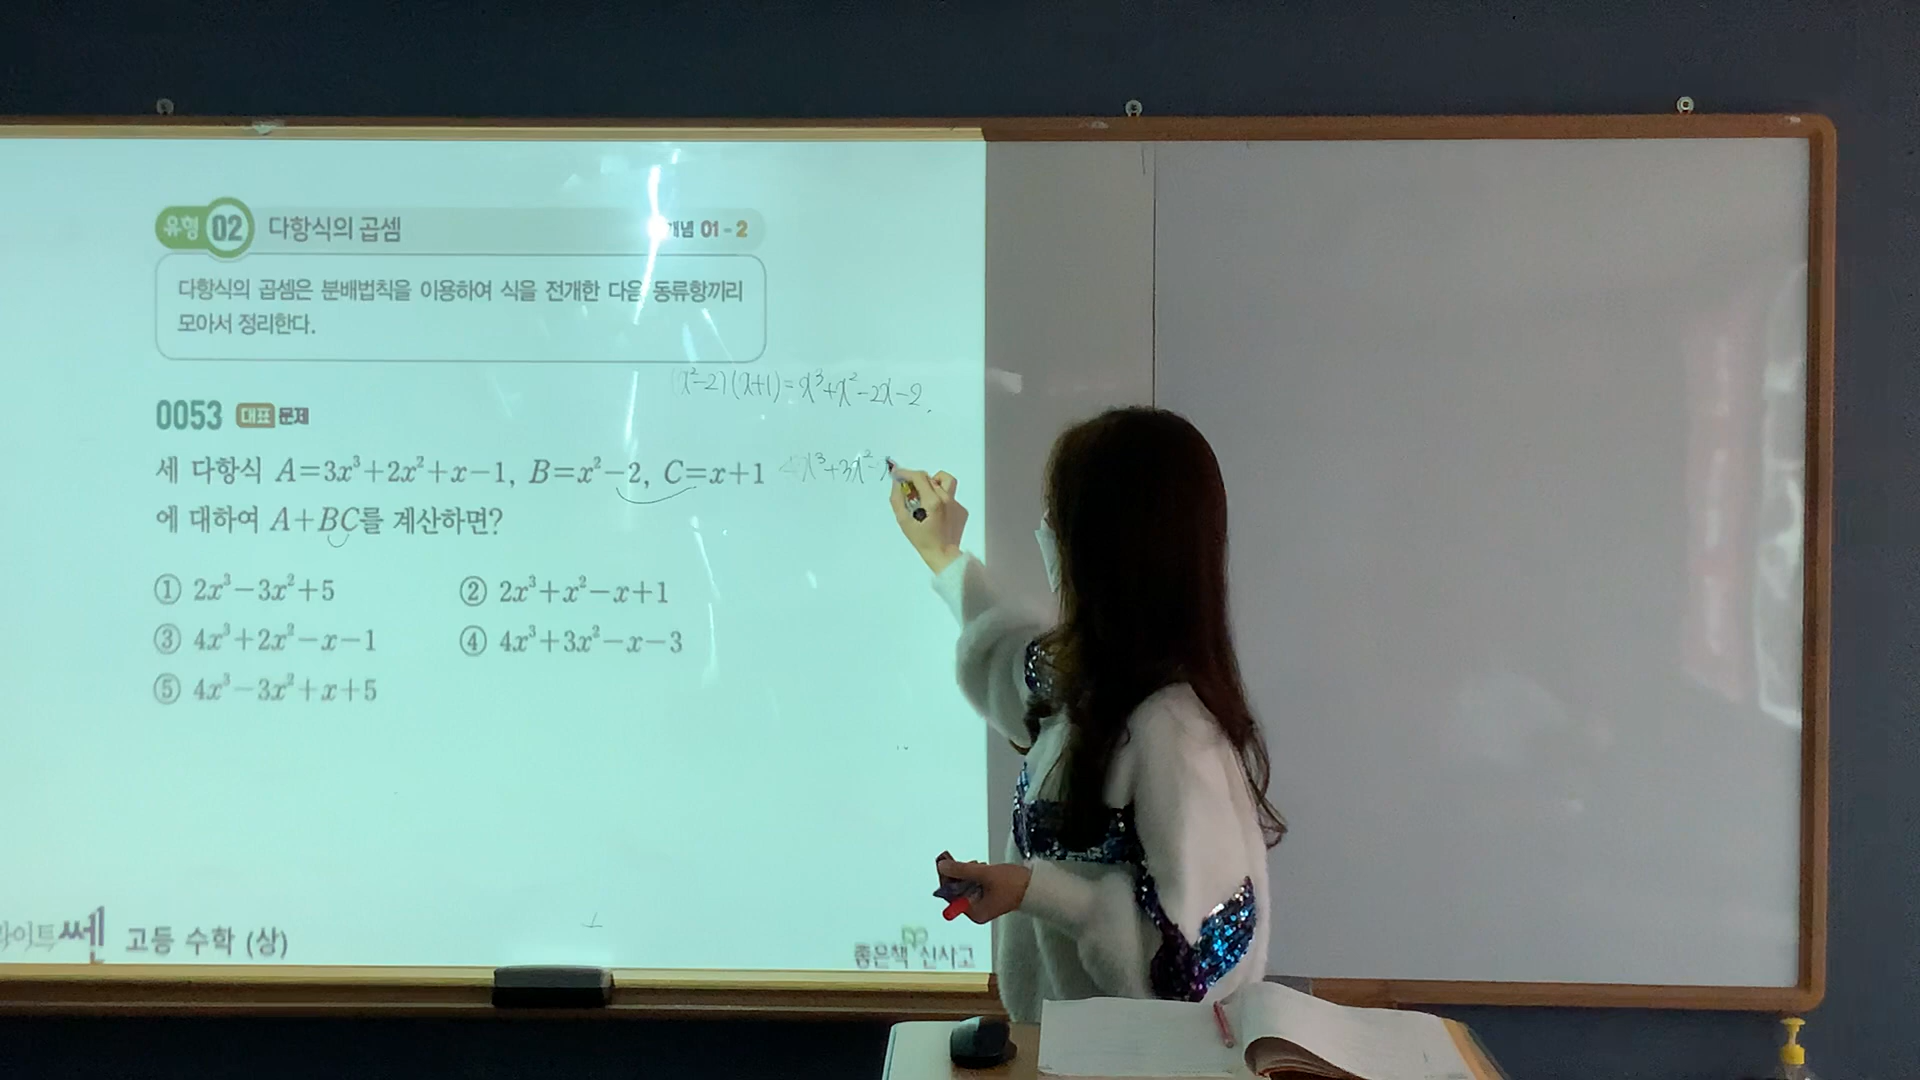 유형 02 다항식의 곱셈 개념 01-2
다항식의 곱셈은 분배법칙을 이용하여 식을 전개한 다음 동류항끼리
모아서 정리한다.
(x²-2)(x+1)=x³+x²-2x-2
0053 대표 문제
세 다항식 A=3x³+2x²+x-1, B=x²-2, C=x+1
4x³+3x²-x
에 대하여 A+BC를 계산하면?
① 2x³-3x²+5 ② 2x³+x²-x+1
③ 4x³+2x²-x-1 ④ 4x³+3x²-x-3
⑤ 4x³-3x²+x+5
라이트쎈 고등 수학 (상)
좋은책 신사고